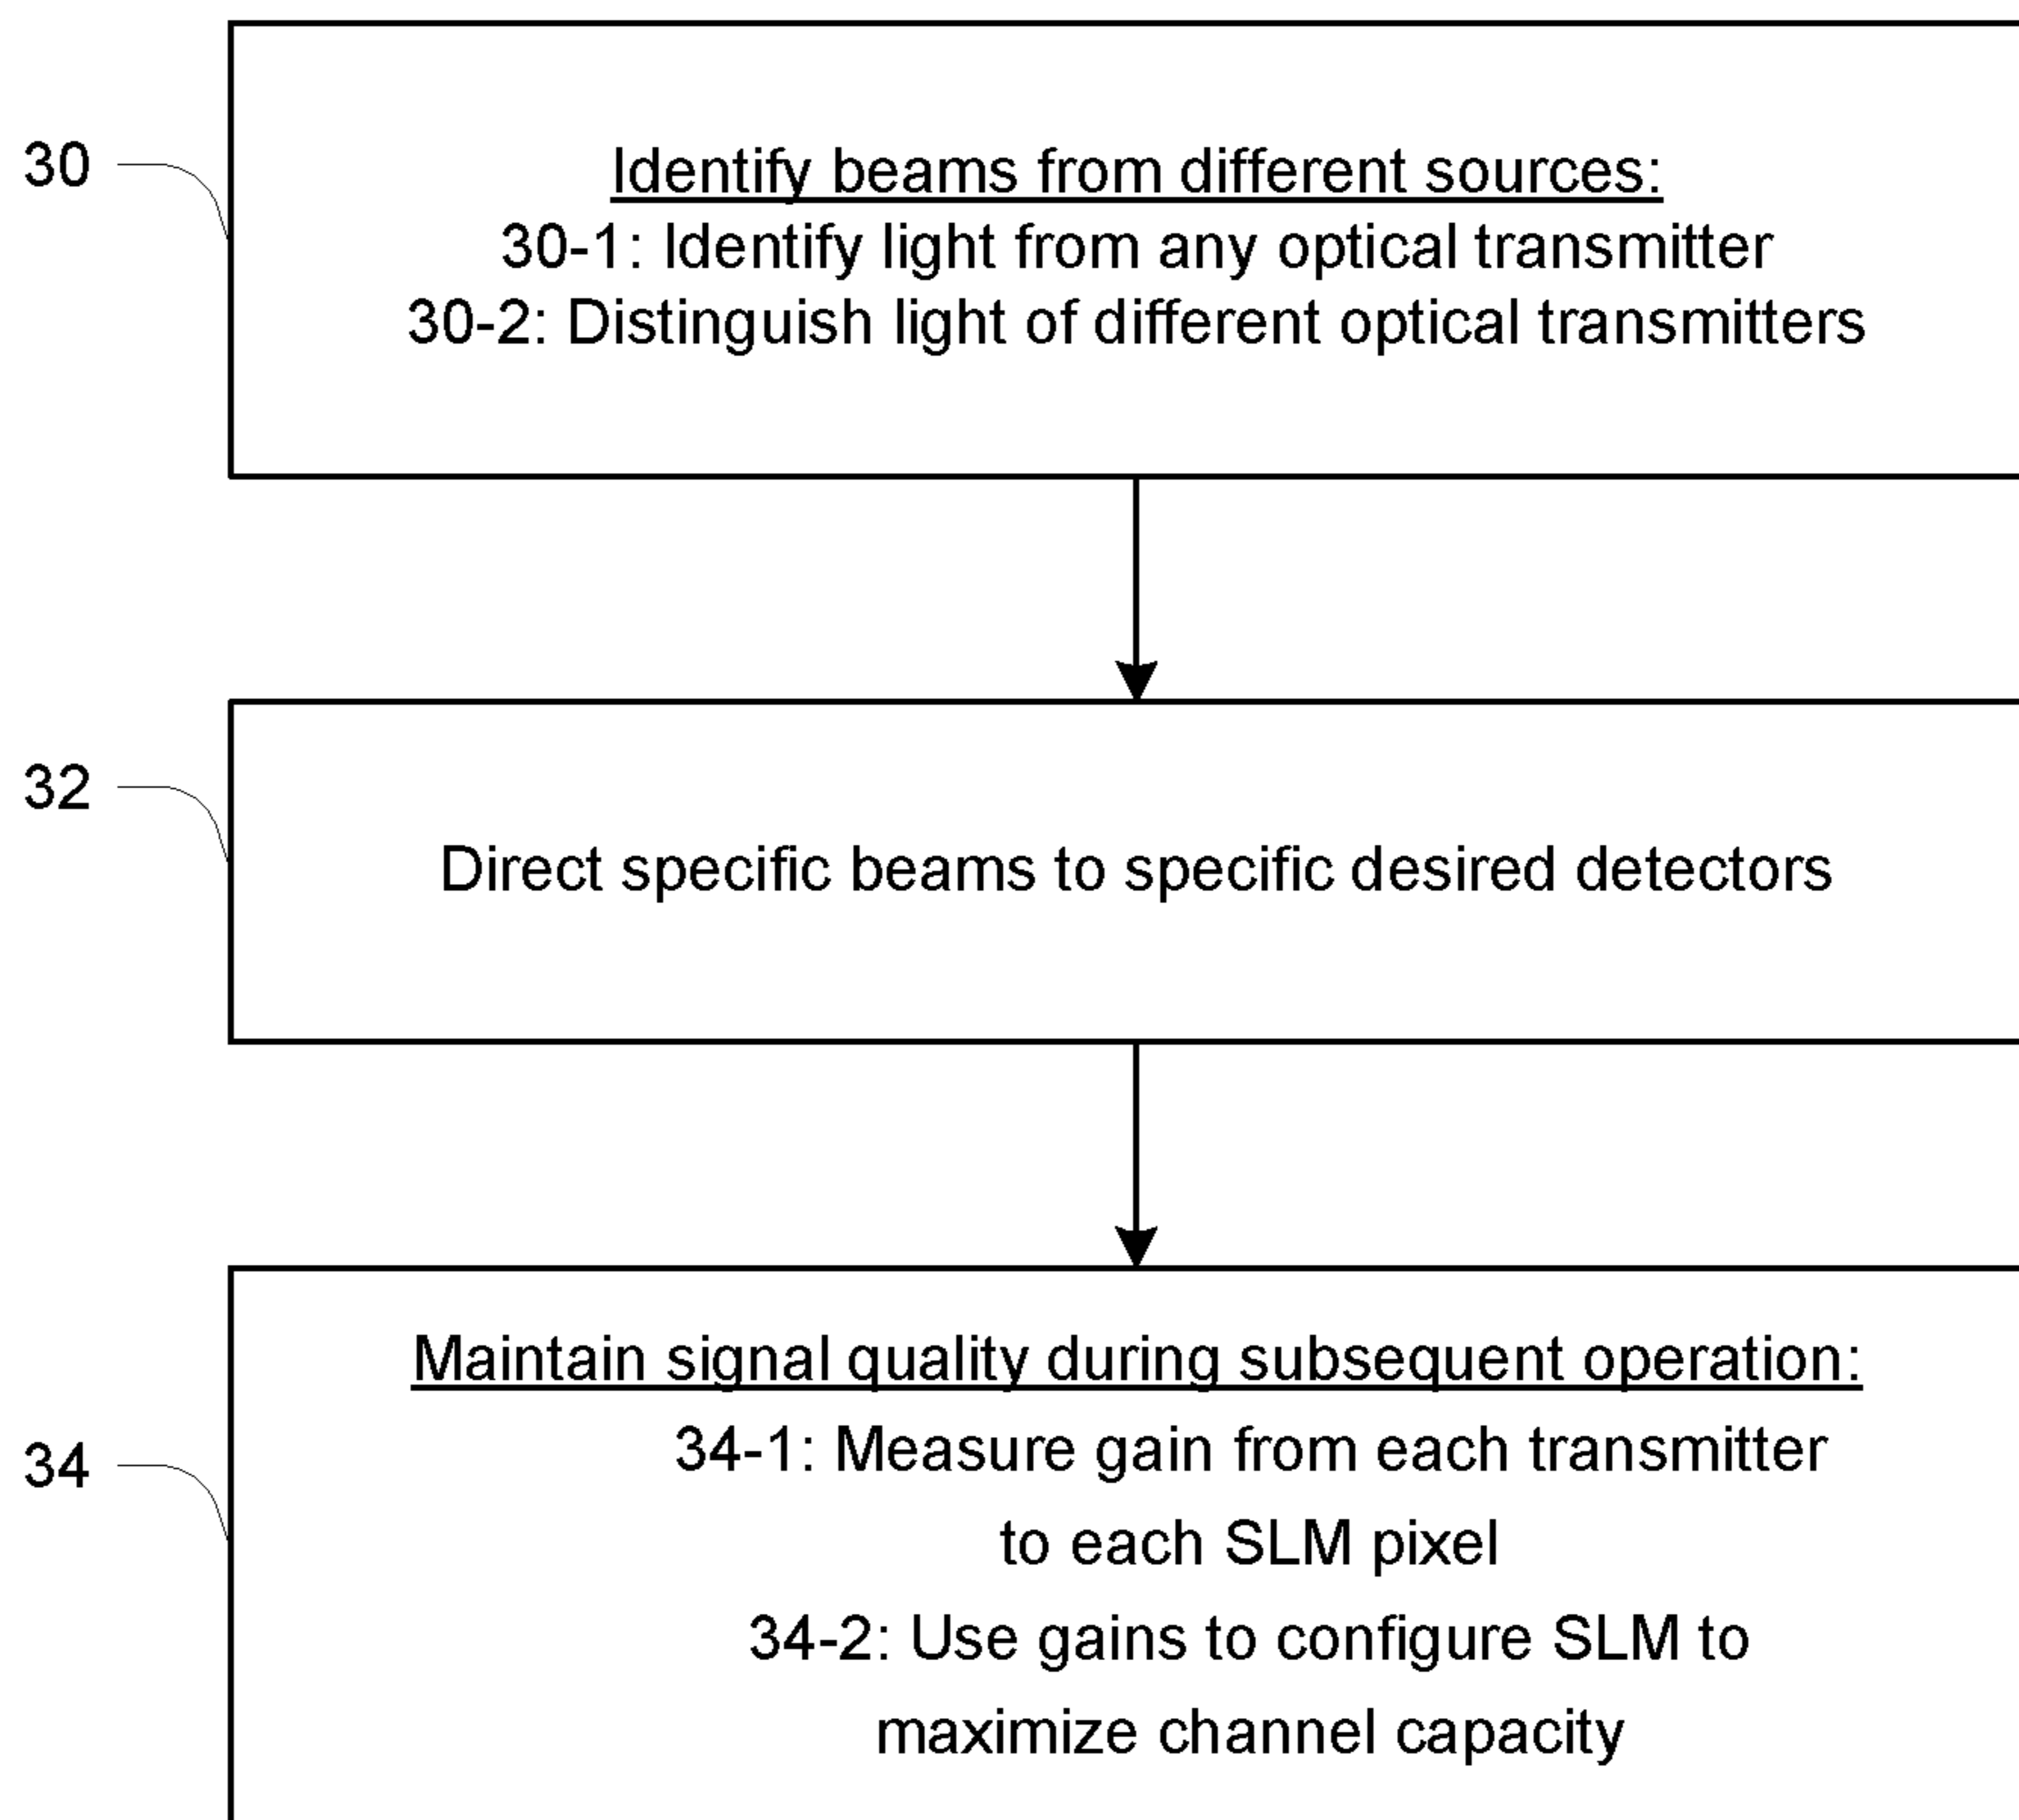 30
Identify beams from different sources:
30-1: Identify light from any optical transmitter
30-2: Distinguish light of different optical transmitters
32
Direct specific beams to specific desired detectors
34
Maintain signal quality during subsequent operation:
34-1: Measure gain from each transmitter
to each SLM pixel
34-2: Use gains to configure SLM to
maximize channel capacity